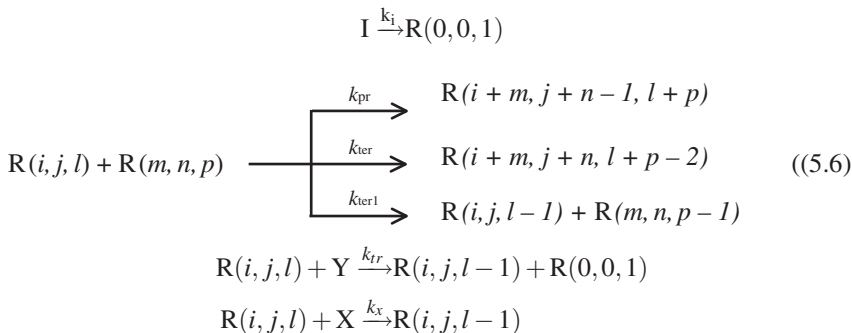 I k_i → R(0, 0, 1)
k_pr R(i + m, j + n − 1, l + p)
R(i, j, l) + R(m, n, p) k_ter R(i + m, j + n, l + p − 2) ((5.6)
k_ter1 R(i, j, l − 1) + R(m, n, p − 1)
R(i, j, l) + Y k_tr → R(i, j, l − 1) + R(0, 0, 1)
R(i, j, l) + X k_x → R(i, j, l − 1)